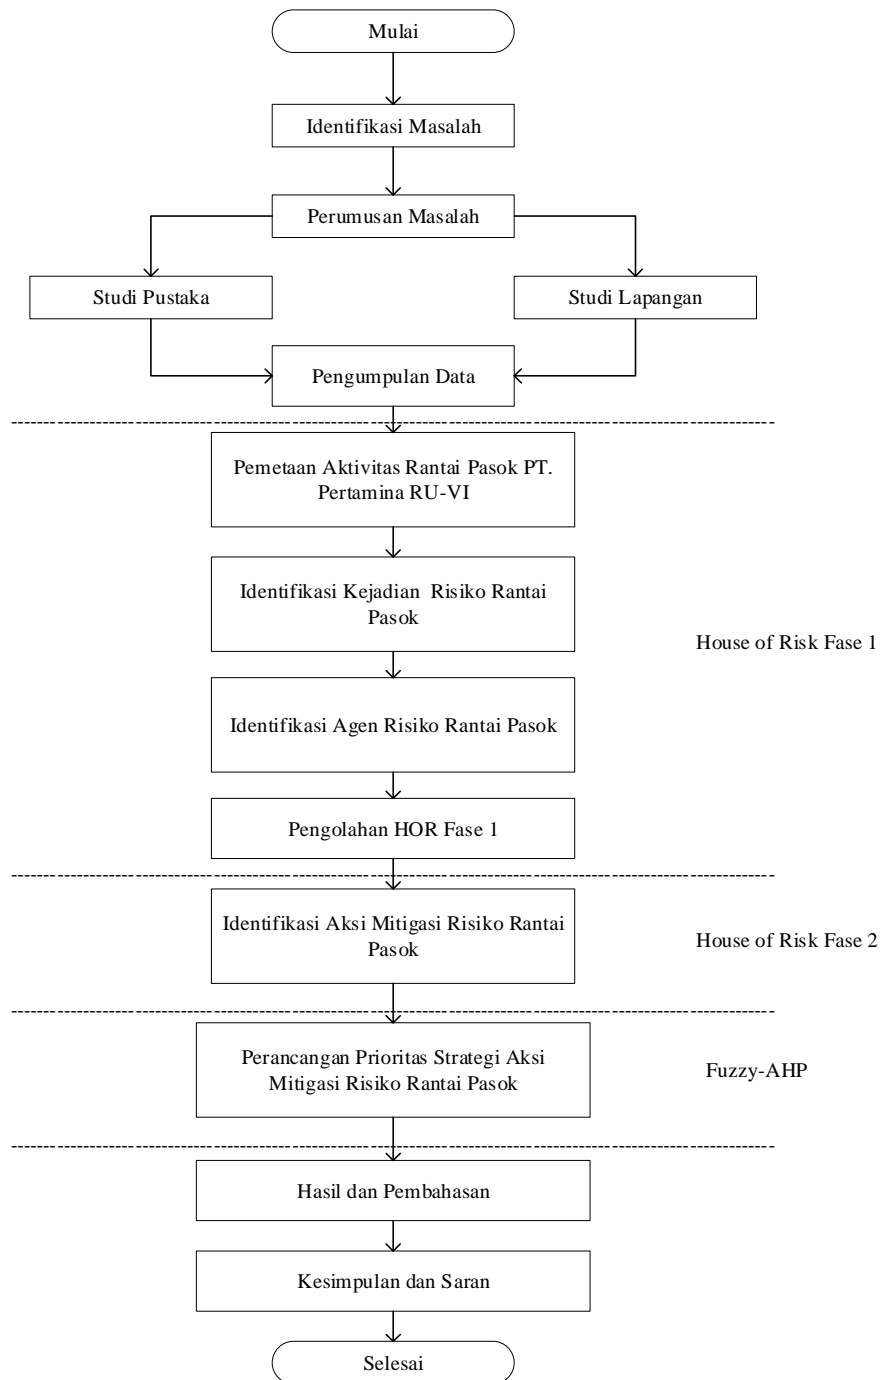 Mulai
Identifikasi Masalah
Perumusan Masalah
Studi Pustaka
Studi Lapangan
Pengumpulan Data
Pemetaan Aktivitas Rantai Pasok PT.
Pertamina RU-VI
Identifikasi Kejadian Risiko Rantai
Pasok
House of Risk Fase 1
Identifikasi Agen Risiko Rantai Pasok
Pengolahan HOR Fase 1
Identifikasi Aksi Mitigasi Risiko Rantai
Pasok
House of Risk Fase 2
Perancangan Prioritas Strategi Aksi
Mitigasi Risiko Rantai Pasok
Fuzzy-AHP
Hasil dan Pembahasan
Kesimpulan dan Saran
Selesai